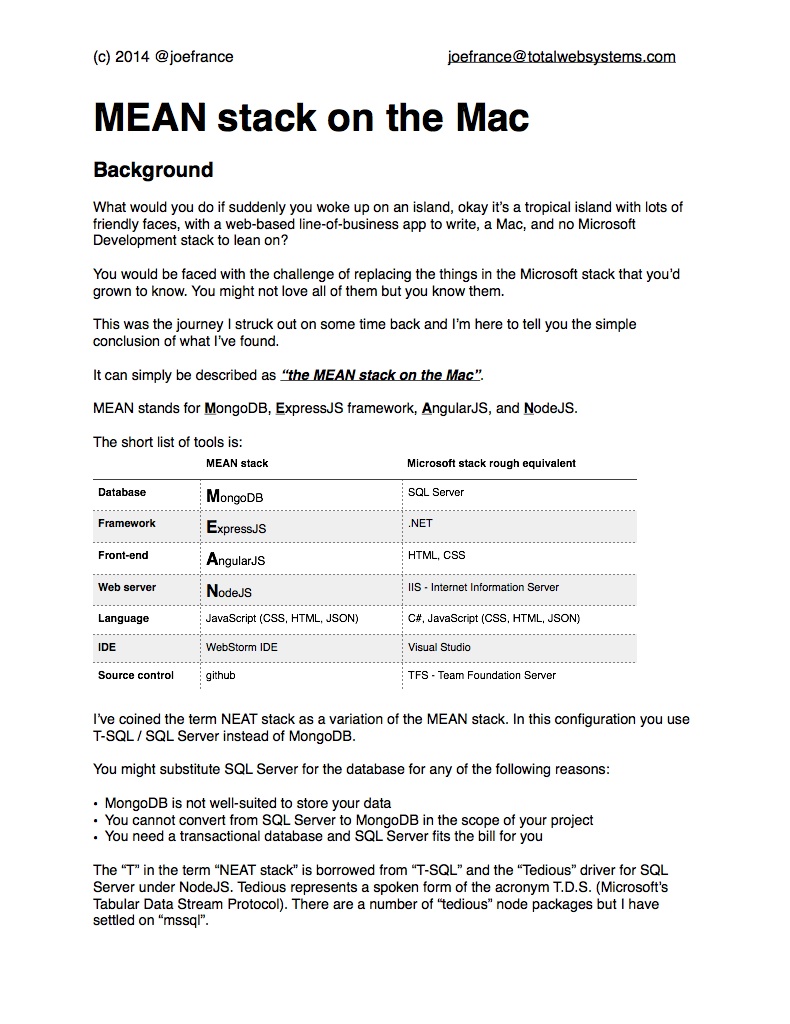 (c) 2014 @joefrance joefrance@totalwebsystems.com
MEAN stack on the Mac
Background
What would you do if suddenly you woke up on an island, okay it’s a tropical island with lots of
friendly faces, with a web-based line-of-business app to write, a Mac, and no Microsoft
Development stack to lean on?
You would be faced with the challenge of replacing the things in the Microsoft stack that you’d
grown to know. You might not love all of them but you know them.
This was the journey I struck out on some time back and I’m here to tell you the simple
conclusion of what I’ve found.
It can simply be described as “the MEAN stack on the Mac”.
MEAN stands for MongoDB, ExpressJS framework, AngularJS, and NodeJS.
The short list of tools is:
MEAN stack Microsoft stack rough equivalent
Database MongoDB SQL Server
Framework ExpressJS .NET
Front-end AngularJS HTML, CSS
Web server NodeJS IIS - Internet Information Server
Language JavaScript (CSS, HTML, JSON) C#, JavaScript (CSS, HTML, JSON)
IDE WebStorm IDE Visual Studio
Source control github TFS - Team Foundation Server
I’ve coined the term NEAT stack as a variation of the MEAN stack. In this configuration you use
T-SQL / SQL Server instead of MongoDB.
You might substitute SQL Server for the database for any of the following reasons:
• MongoDB is not well-suited to store your data
• You cannot convert from SQL Server to MongoDB in the scope of your project
• You need a transactional database and SQL Server fits the bill for you
The “T” in the term “NEAT stack” is borrowed from “T-SQL” and the “Tedious” driver for SQL
Server under NodeJS. Tedious represents a spoken form of the acronym T.D.S. (Microsoft’s
Tabular Data Stream Protocol). There are a number of “tedious” node packages but I have
settled on “mssql”.